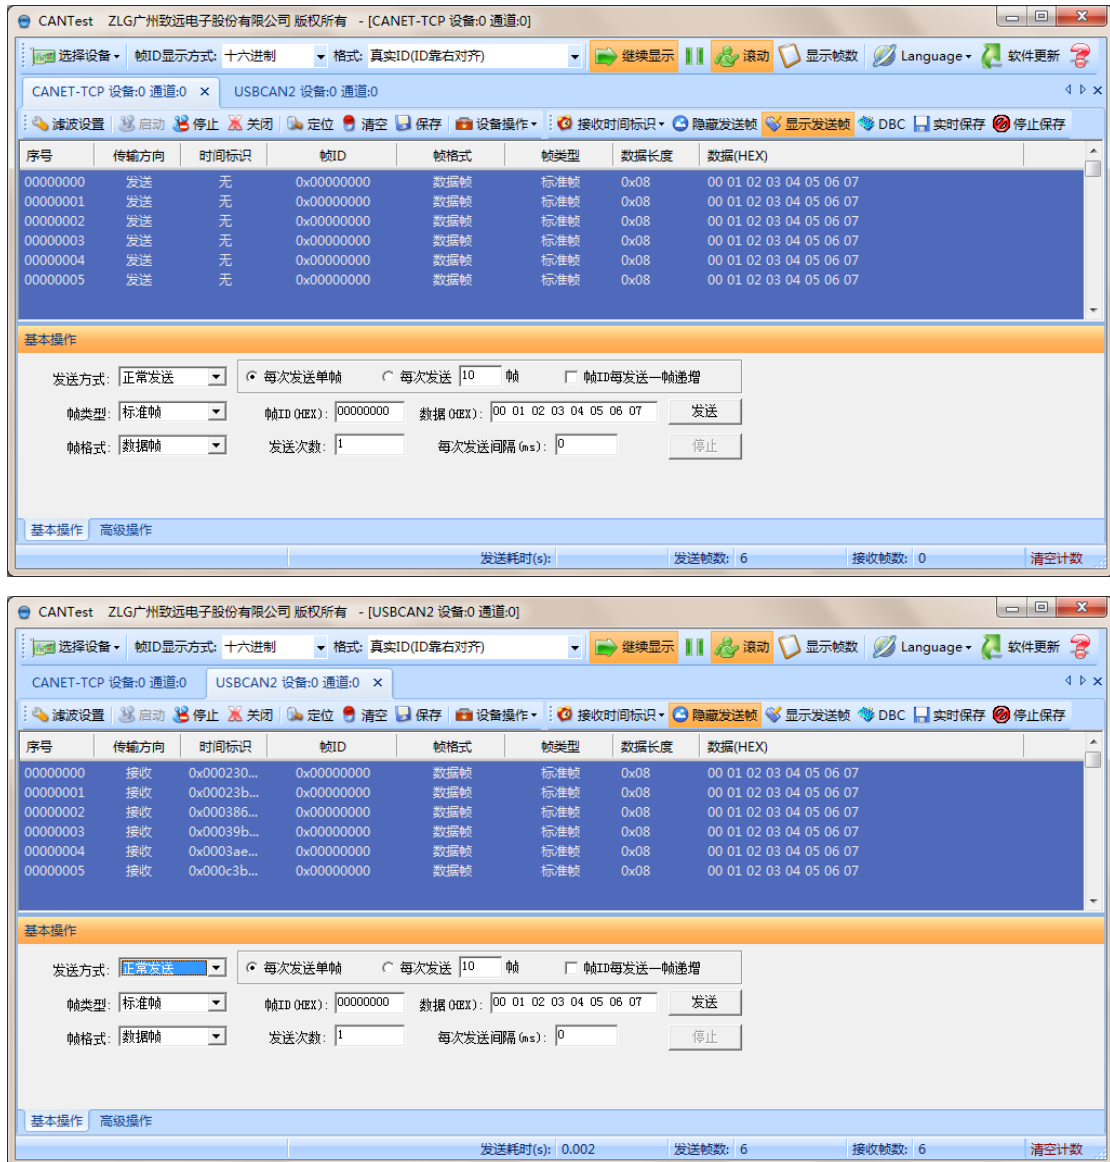 CANTest ZLG广州致远电子股份有限公司 版权所有 - [CANET-TCP 设备:0 通道:0]
选择设备 帧ID显示方式: 十六进制 格式: 真实ID(ID靠右对齐) 继续显示 滚动 显示帧数 Language 软件更新
CANET-TCP 设备:0 通道:0 × USBCAN2 设备:0 通道:0
滤波设置 启动 停止 关闭 定位 清空 保存 设备操作 接收时间标识 隐藏发送帧 显示发送帧 DBC 实时保存 停止保存
序号 传输方向 时间标识 帧ID 帧格式 帧类型 数据长度 数据(HEX)
00000000 发送 无 0x00000000 数据帧 标准帧 0x08 00 01 02 03 04 05 06 07
00000001 发送 无 0x00000000 数据帧 标准帧 0x08 00 01 02 03 04 05 06 07
00000002 发送 无 0x00000000 数据帧 标准帧 0x08 00 01 02 03 04 05 06 07
00000003 发送 无 0x00000000 数据帧 标准帧 0x08 00 01 02 03 04 05 06 07
00000004 发送 无 0x00000000 数据帧 标准帧 0x08 00 01 02 03 04 05 06 07
00000005 发送 无 0x00000000 数据帧 标准帧 0x08 00 01 02 03 04 05 06 07
基本操作
发送方式: 正常发送 每次发送单帧 每次发送 10 帧 帧ID每发送一帧递增
帧类型: 标准帧 帧ID(HEX): 00000000 数据(HEX): 00 01 02 03 04 05 06 07 发送
帧格式: 数据帧 发送次数: 1 每次发送间隔(ms): 0 停止
基本操作 高级操作
发送耗时(s): 发送帧数: 6 接收帧数: 0 清空计数
CANTest ZLG广州致远电子股份有限公司 版权所有 - [USBCAN2 设备:0 通道:0]
选择设备 帧ID显示方式: 十六进制 格式: 真实ID(ID靠右对齐) 继续显示 滚动 显示帧数 Language 软件更新
CANET-TCP 设备:0 通道:0 USBCAN2 设备:0 通道:0 ×
滤波设置 启动 停止 关闭 定位 清空 保存 设备操作 接收时间标识 隐藏发送帧 显示发送帧 DBC 实时保存 停止保存
序号 传输方向 时间标识 帧ID 帧格式 帧类型 数据长度 数据(HEX)
00000000 接收 0x000230... 0x00000000 数据帧 标准帧 0x08 00 01 02 03 04 05 06 07
00000001 接收 0x00023b... 0x00000000 数据帧 标准帧 0x08 00 01 02 03 04 05 06 07
00000002 接收 0x000386... 0x00000000 数据帧 标准帧 0x08 00 01 02 03 04 05 06 07
00000003 接收 0x00039b... 0x00000000 数据帧 标准帧 0x08 00 01 02 03 04 05 06 07
00000004 接收 0x0003ae... 0x00000000 数据帧 标准帧 0x08 00 01 02 03 04 05 06 07
00000005 接收 0x000c3b... 0x00000000 数据帧 标准帧 0x08 00 01 02 03 04 05 06 07
基本操作
发送方式: 正常发送 每次发送单帧 每次发送 10 帧 帧ID每发送一帧递增
帧类型: 标准帧 帧ID(HEX): 00000000 数据(HEX): 00 01 02 03 04 05 06 07 发送
帧格式: 数据帧 发送次数: 1 每次发送间隔(ms): 0 停止
基本操作 高级操作
发送耗时(s): 0.002 发送帧数: 6 接收帧数: 6 清空计数